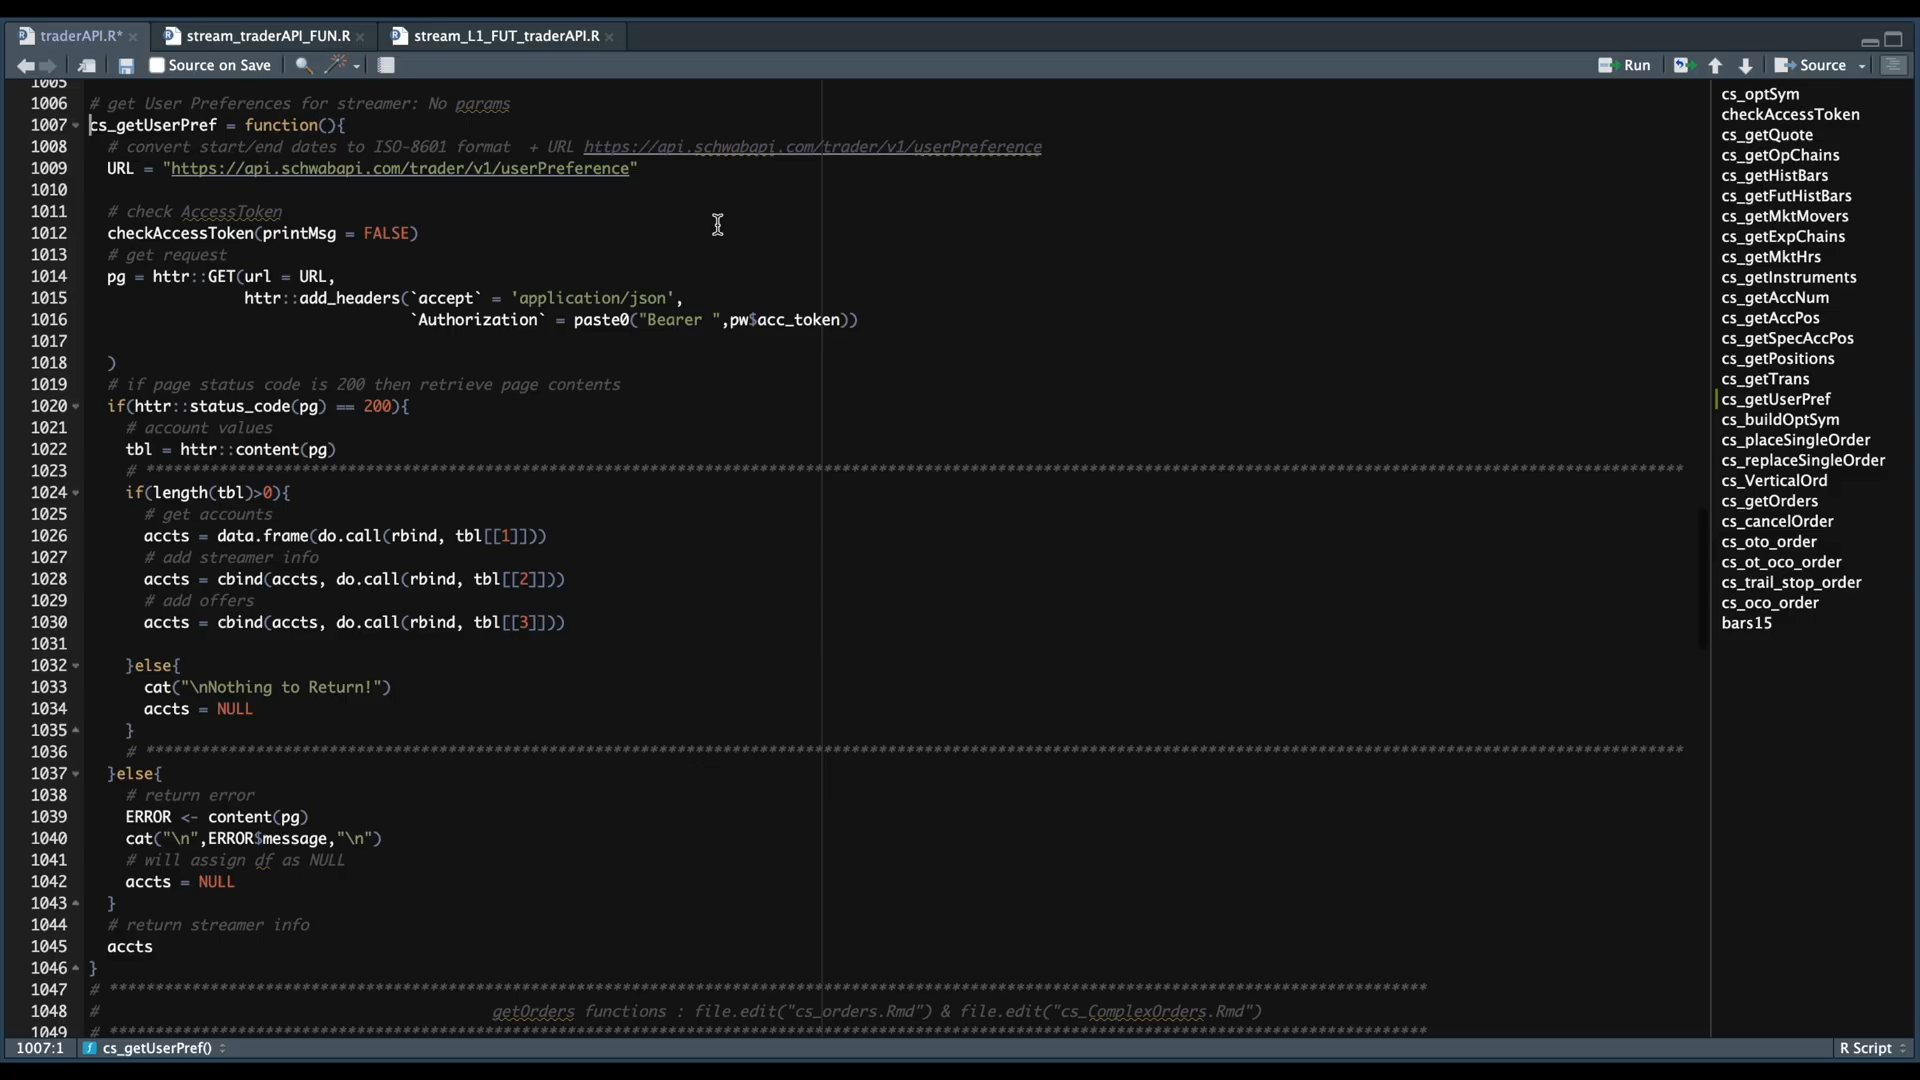 traderAPI.R*
stream_traderAPI_FUN.R
stream_L1_FUT_traderAPI.R
Source on Save
Run
Source
1005
1006 # get User Preferences for streamer: No params
1007 cs_getUserPref = function(){
1008 # convert start/end dates to ISO-8601 format  + URL https://api.schwabapi.com/trader/v1/userPreference
1009 URL = "https://api.schwabapi.com/trader/v1/userPreference"
1010
1011 # check AccessToken
1012 checkAccessToken(printMsg = FALSE)
1013 # get request
1014 pg = httr::GET(url = URL,
1015 httr::add_headers(`accept` = 'application/json',
1016 `Authorization` = paste0("Bearer ",pw$acc_token))
1017
1018 )
1019 # if page status code is 200 then retrieve page contents
1020 if(httr::status_code(pg) == 200){
1021 # account values
1022 tbl = httr::content(pg)
1023 # *************************************************************************************************************************************************************************
1024 if(length(tbl)>0){
1025 # get accounts
1026 accts = data.frame(do.call(rbind, tbl[[1]]))
1027 # add streamer info
1028 accts = cbind(accts, do.call(rbind, tbl[[2]]))
1029 # add offers
1030 accts = cbind(accts, do.call(rbind, tbl[[3]]))
1031
1032 }else{
1033 cat("\nNothing to Return!")
1034 accts = NULL
1035 }
1036 # *************************************************************************************************************************************************************************
1037 }else{
1038 # return error
1039 ERROR <- content(pg)
1040 cat("\n",ERROR$message,"\n")
1041 # will assign df as NULL
1042 accts = NULL
1043 }
1044 # return streamer info
1045 accts
1046 }
1047 # *************************************************************************************************************************************************
1048 # getOrders functions : file.edit("cs_orders.Rmd") & file.edit("cs_ComplexOrders.Rmd")
1049 # *************************************************************************************************************************************************
cs_optSym
checkAccessToken
cs_getQuote
cs_getOpChains
cs_getHistBars
cs_getFutHistBars
cs_getMktMovers
cs_getExpChains
cs_getMktHrs
cs_getInstruments
cs_getAccNum
cs_getAccPos
cs_getSpecAccPos
cs_getPositions
cs_getTrans
cs_getUserPref
cs_buildOptSym
cs_placeSingleOrder
cs_replaceSingleOrder
cs_VerticalOrd
cs_getOrders
cs_cancelOrder
cs_oto_order
cs_ot_oco_order
cs_trail_stop_order
cs_oco_order
bars15
1007:1 cs_getUserPref()
R Script